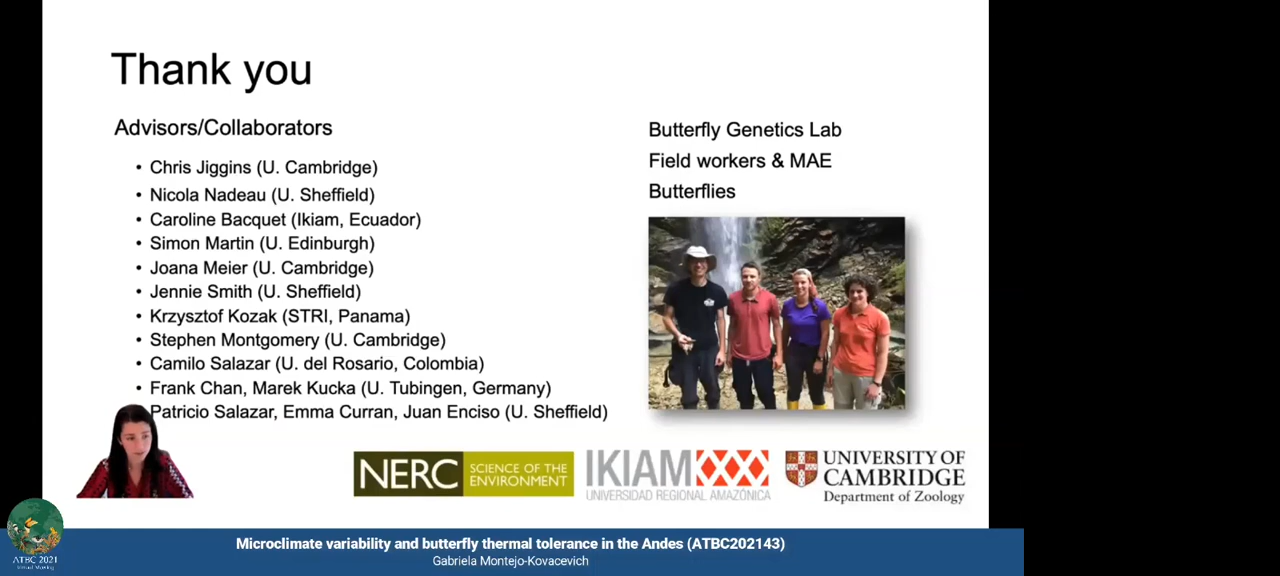 Thank you
Advisors/Collaborators
• Chris Jiggins (U. Cambridge)
• Nicola Nadeau (U. Sheffield)
• Caroline Bacquet (Ikiam, Ecuador)
• Simon Martin (U. Edinburgh)
• Joana Meier (U. Cambridge)
• Jennie Smith (U. Sheffield)
• Krzysztof Kozak (STRI, Panama)
• Stephen Montgomery (U. Cambridge)
• Camilo Salazar (U. del Rosario, Colombia)
• Frank Chan, Marek Kucka (U. Tubingen, Germany)
Patricio Salazar, Emma Curran, Juan Enciso (U. Sheffield)
Butterfly Genetics Lab
Field workers & MAE
Butterflies
NERC
SCIENCE OF THE
ENVIRONMENT
IKIAM
UNIVERSIDAD REGIONAL AMAZÓNICA
UNIVERSITY OF
CAMBRIDGE
Department of Zoology
ATBC 2021
Microclimate variability and butterfly thermal tolerance in the Andes (ATBC202143)
Gabriela Montejo-Kovacevich